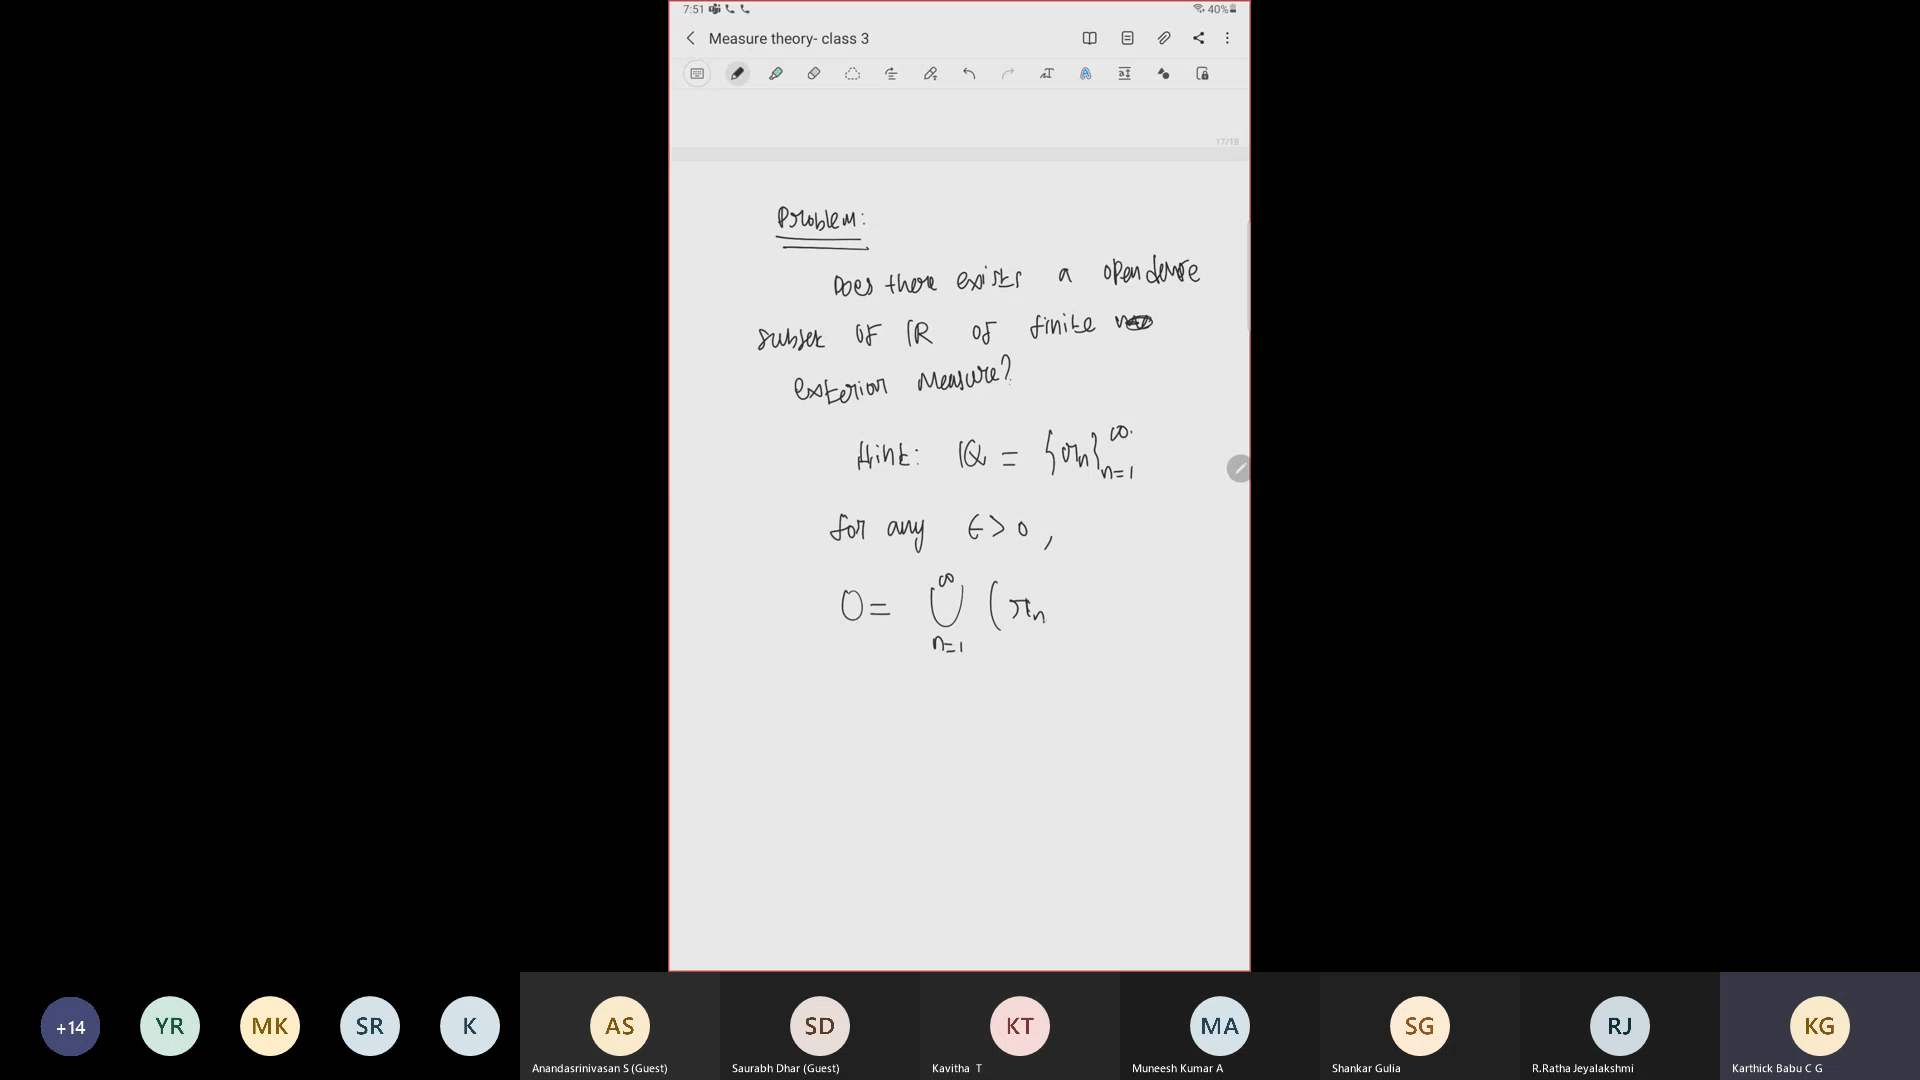 7:51 40%
Measure theory- class 3
17/18
Problem:
Does there exists a open dense
subset of ℝ of finite
exterior measure?
Hint: ℚ = {rₙ}ₙ₌₁^∞.
for any ϵ > 0 ,
O = ⋃ₙ₌₁^∞ (rₙ
+14 YR MK SR K AS SD KT MA SG RJ KG
Anandasrinivasan S (Guest) Saurabh Dhar (Guest) Kavitha T Muneesh Kumar A Shankar Gulia R.Ratha Jeyalakshmi Karthick Babu C G